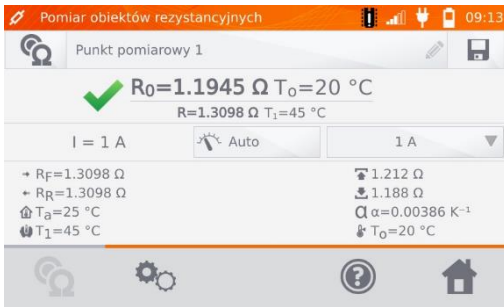 Pomiar obiektów rezystancyjnych 09:13
Punkt pomiarowy 1
R₀=1.1945 Ω T₀=20 °C
R=1.3098 Ω T₁=45 °C
I = 1 A Auto 1 A
R_F=1.3098 Ω 1.212 Ω
R_R=1.3098 Ω 1.188 Ω
Tₐ=25 °C α α=0.00386 K⁻¹
T₁=45 °C T₀=20 °C